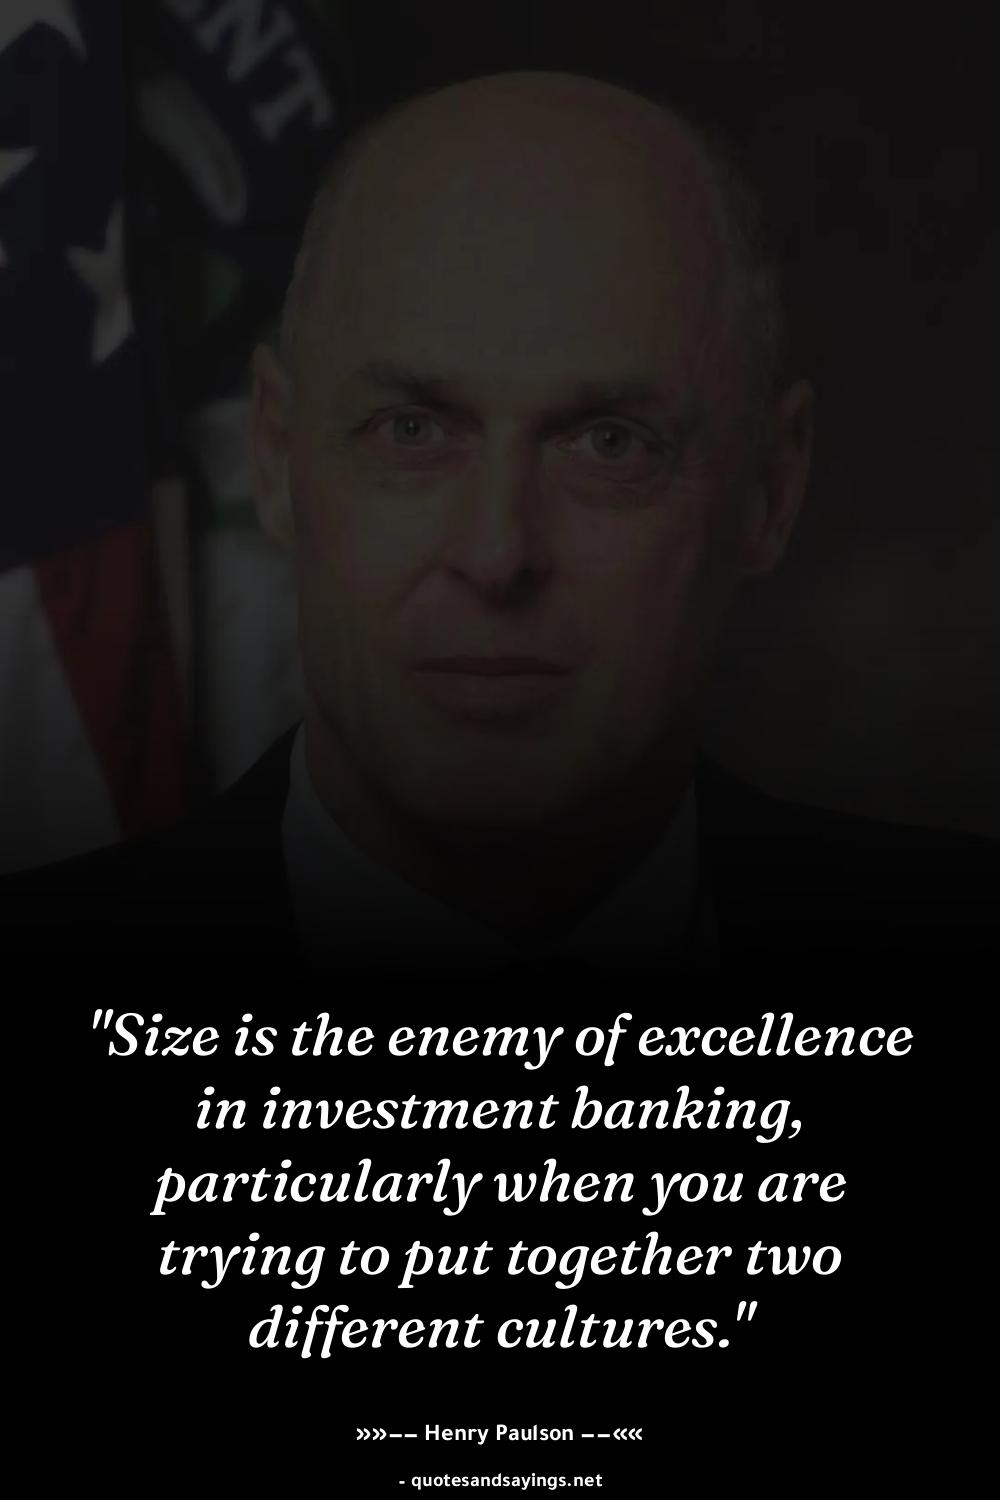 ENT
"Size is the enemy of excellence
in investment banking,
particularly when you are
trying to put together two
different cultures."
»»–– Henry Paulson ––««
- quotesandsayings.net